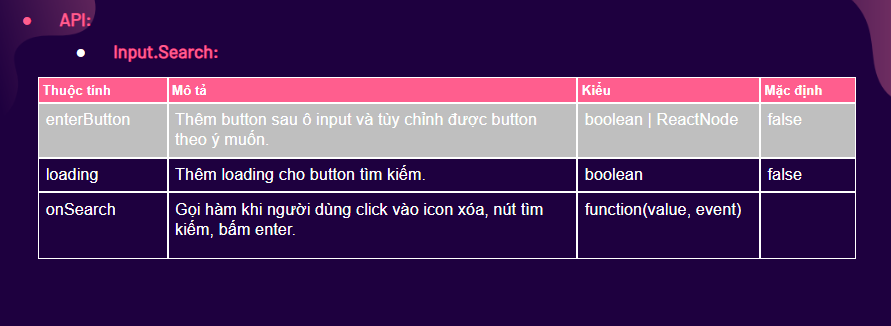 API:
Input.Search:
Thuộc tính Mô tả Kiểu Mặc định
enterButton Thêm button sau ô input và tùy chỉnh được button boolean | ReactNode false
theo ý muốn.
loading Thêm loading cho button tìm kiếm. boolean false
onSearch Gọi hàm khi người dùng click vào icon xóa, nút tìm function(value, event)
kiếm, bấm enter.